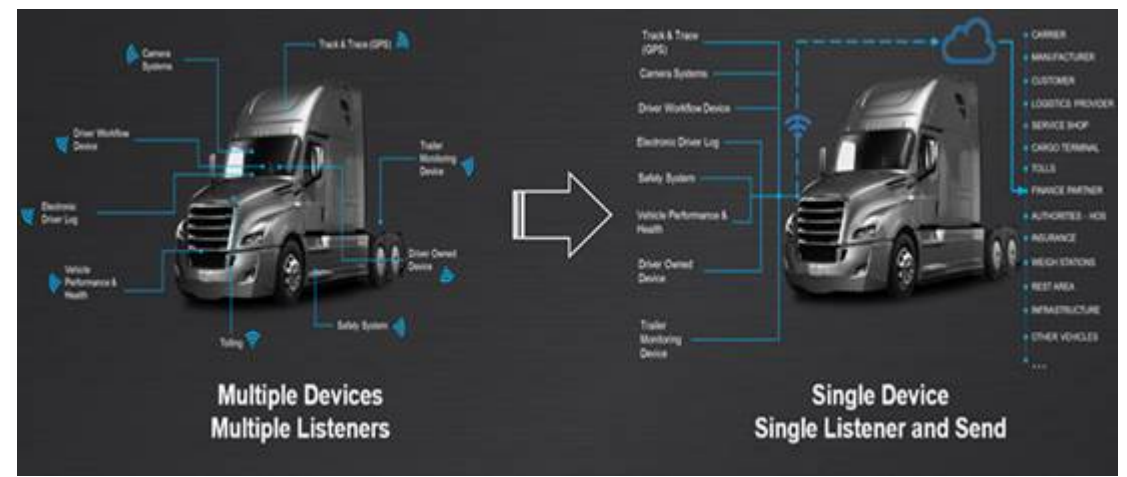 Track & Trace (GPS)
Camera
Systems
Driver Workflow
Device
Trailer
Monitoring
Device
Electronic
Driver Log
Driver Owned
Device
Vehicle
Performance &
Health
Safety System
Tolling
Multiple Devices
Multiple Listeners
Track & Trace
(GPS)
Camera Systems
Driver Workflow Device
Electronic Driver Log
Safety System
Vehicle Performance &
Health
Driver Owned
Device
Trailer
Monitoring
Device
CARRIER
MANUFACTURER
CUSTOMER
LOGISTICS PROVIDER
SERVICE SHOP
CARGO TERMINAL
TOLLS
FINANCE PARTNER
AUTHORITIES - HOS
INSURANCE
WEIGH STATIONS
REST AREA
INFRASTRUCTURE
OTHER VEHICLES
...
Single Device
Single Listener and Send